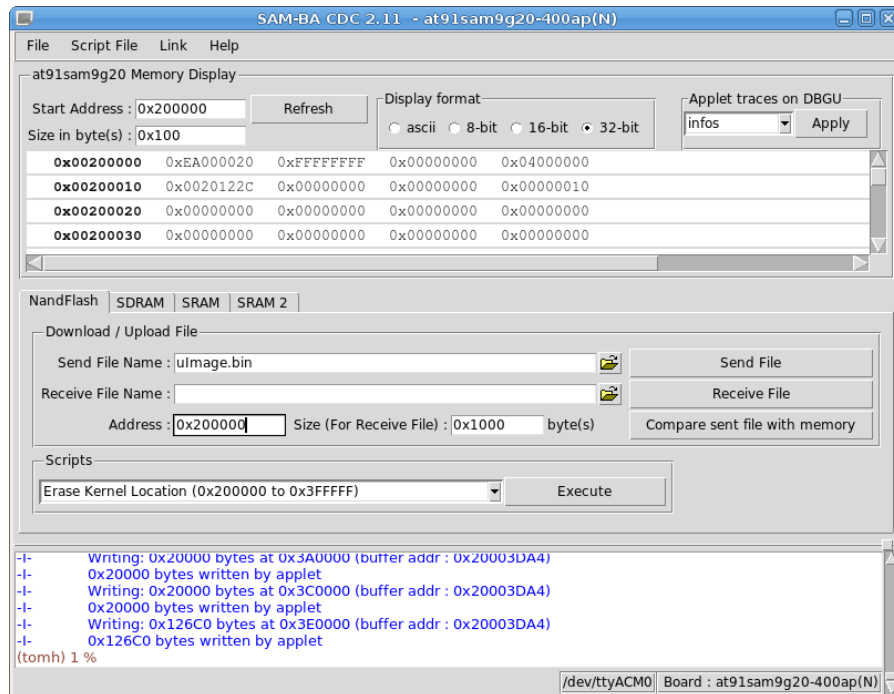 SAM-BA CDC 2.11 - at91sam9g20-400ap(N)
File Script File Link Help
at91sam9g20 Memory Display
Start Address : 0x200000 Refresh
Size in byte(s) : 0x100
Display format
ascii 8-bit 16-bit 32-bit
Applet traces on DBGU
infos Apply
0x00200000 0xEA000020 0xFFFFFFFF 0x00000000 0x04000000
0x00200010 0x0020122C 0x00000000 0x00000000 0x00000010
0x00200020 0x00000000 0x00000000 0x00000000 0x00000000
0x00200030 0x00000000 0x00000000 0x00000000 0x00000000
NandFlash SDRAM SRAM SRAM 2
Download / Upload File
Send File Name : uImage.bin Send File
Receive File Name : Receive File
Address : 0x200000 Size (For Receive File) : 0x1000 byte(s) Compare sent file with memory
Scripts
Erase Kernel Location (0x200000 to 0x3FFFFF) Execute
-I- Writing: 0x20000 bytes at 0x3A0000 (buffer addr : 0x20003DA4)
-I- 0x20000 bytes written by applet
-I- Writing: 0x20000 bytes at 0x3C0000 (buffer addr : 0x20003DA4)
-I- 0x20000 bytes written by applet
-I- Writing: 0x126C0 bytes at 0x3E0000 (buffer addr : 0x20003DA4)
-I- 0x126C0 bytes written by applet
(tomh) 1 %
/dev/ttyACM0 Board : at91sam9g20-400ap(N)